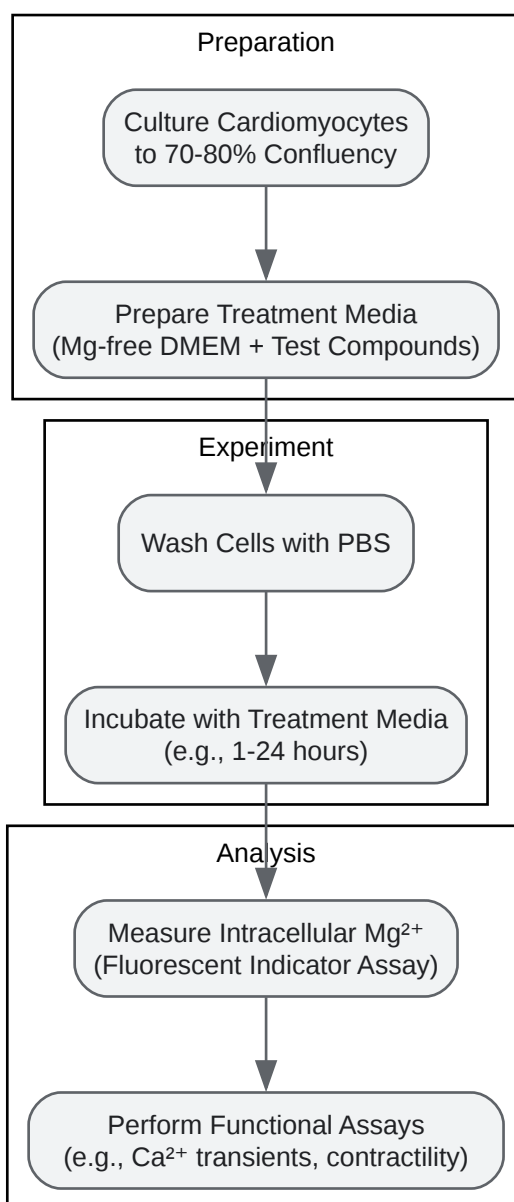 Preparation
Culture Cardiomyocytes
to 70-80% Confluency
Prepare Treatment Media
(Mg-free DMEM + Test Compounds)
Experiment
Wash Cells with PBS
Incubate with Treatment Media
(e.g., 1-24 hours)
Analysis
Measure Intracellular Mg²⁺
(Fluorescent Indicator Assay)
Perform Functional Assays
(e.g., Ca²⁺ transients, contractility)